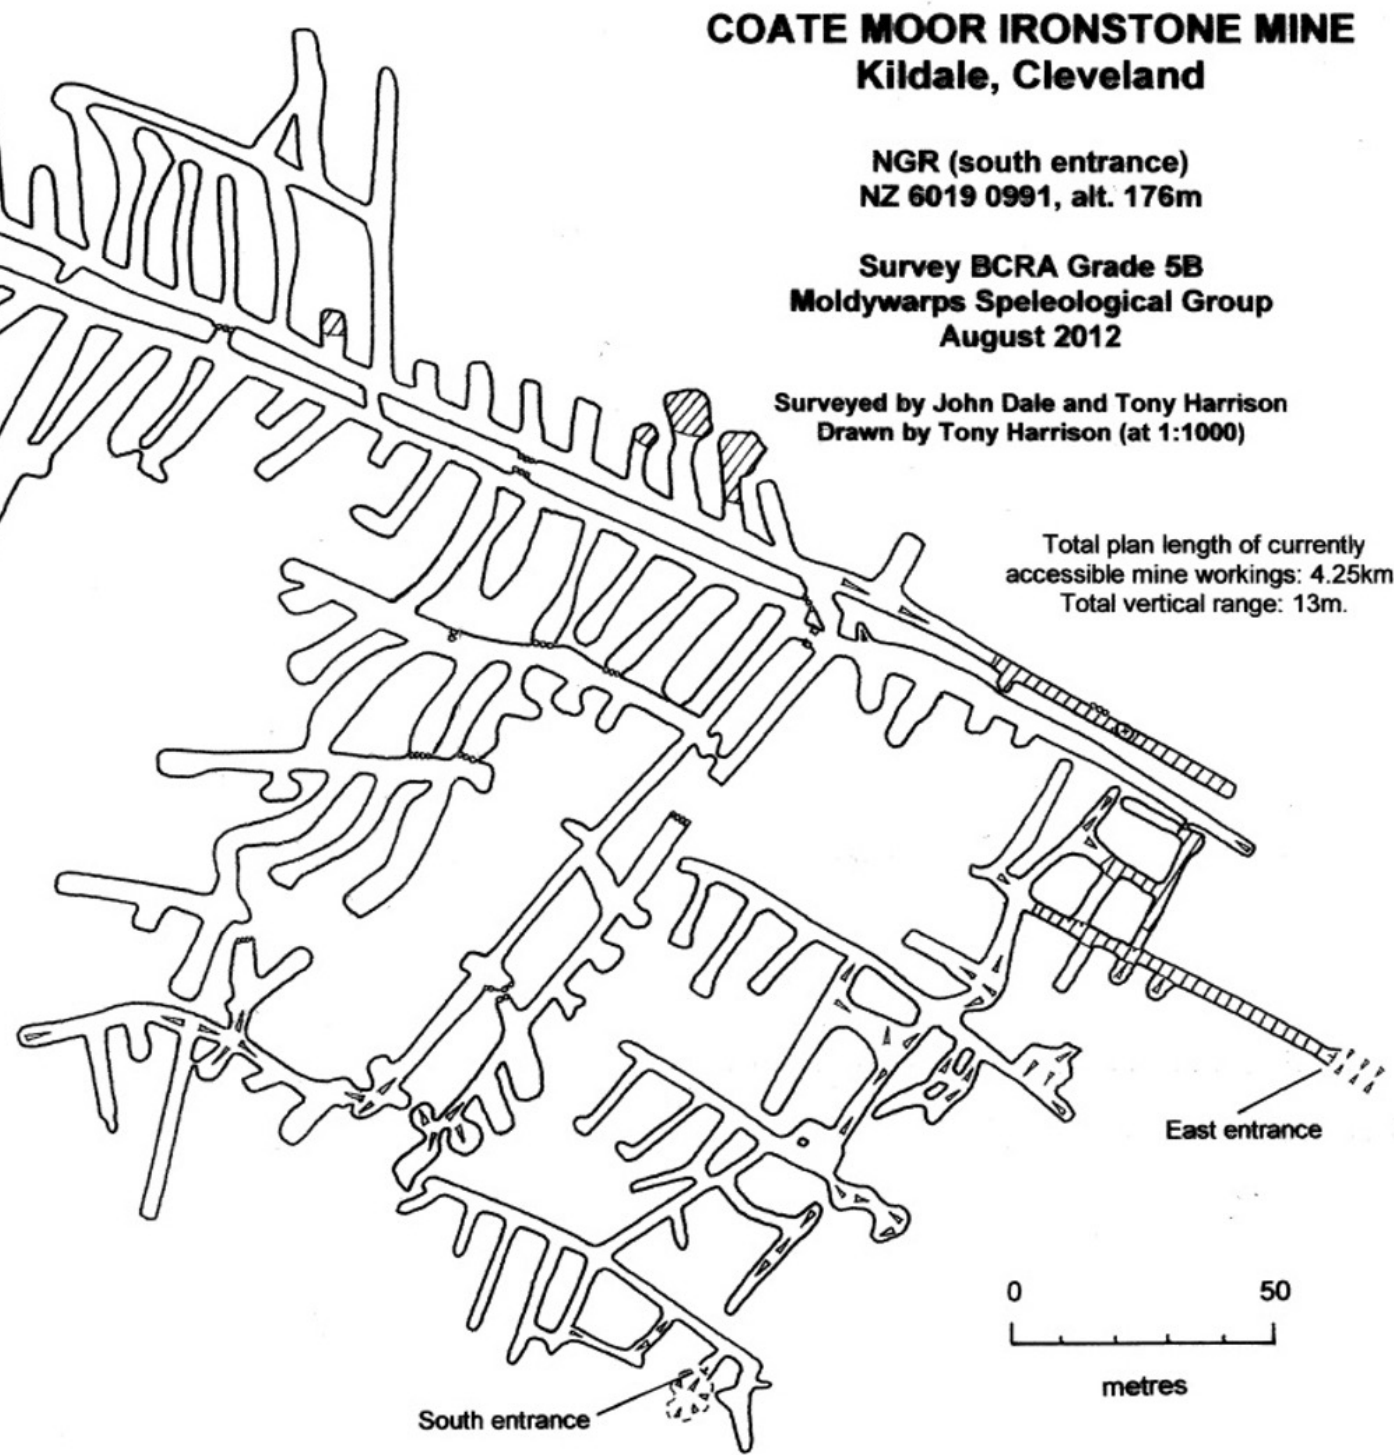 COATE MOOR IRONSTONE MINE
Kildale, Cleveland
NGR (south entrance)
NZ 6019 0991, alt. 176m
Survey BCRA Grade 5B
Moldywarps Speleological Group
August 2012
Surveyed by John Dale and Tony Harrison
Drawn by Tony Harrison (at 1:1000)
Total plan length of currently
accessible mine workings: 4.25km
Total vertical range: 13m.
East entrance
0 50
metres
South entrance